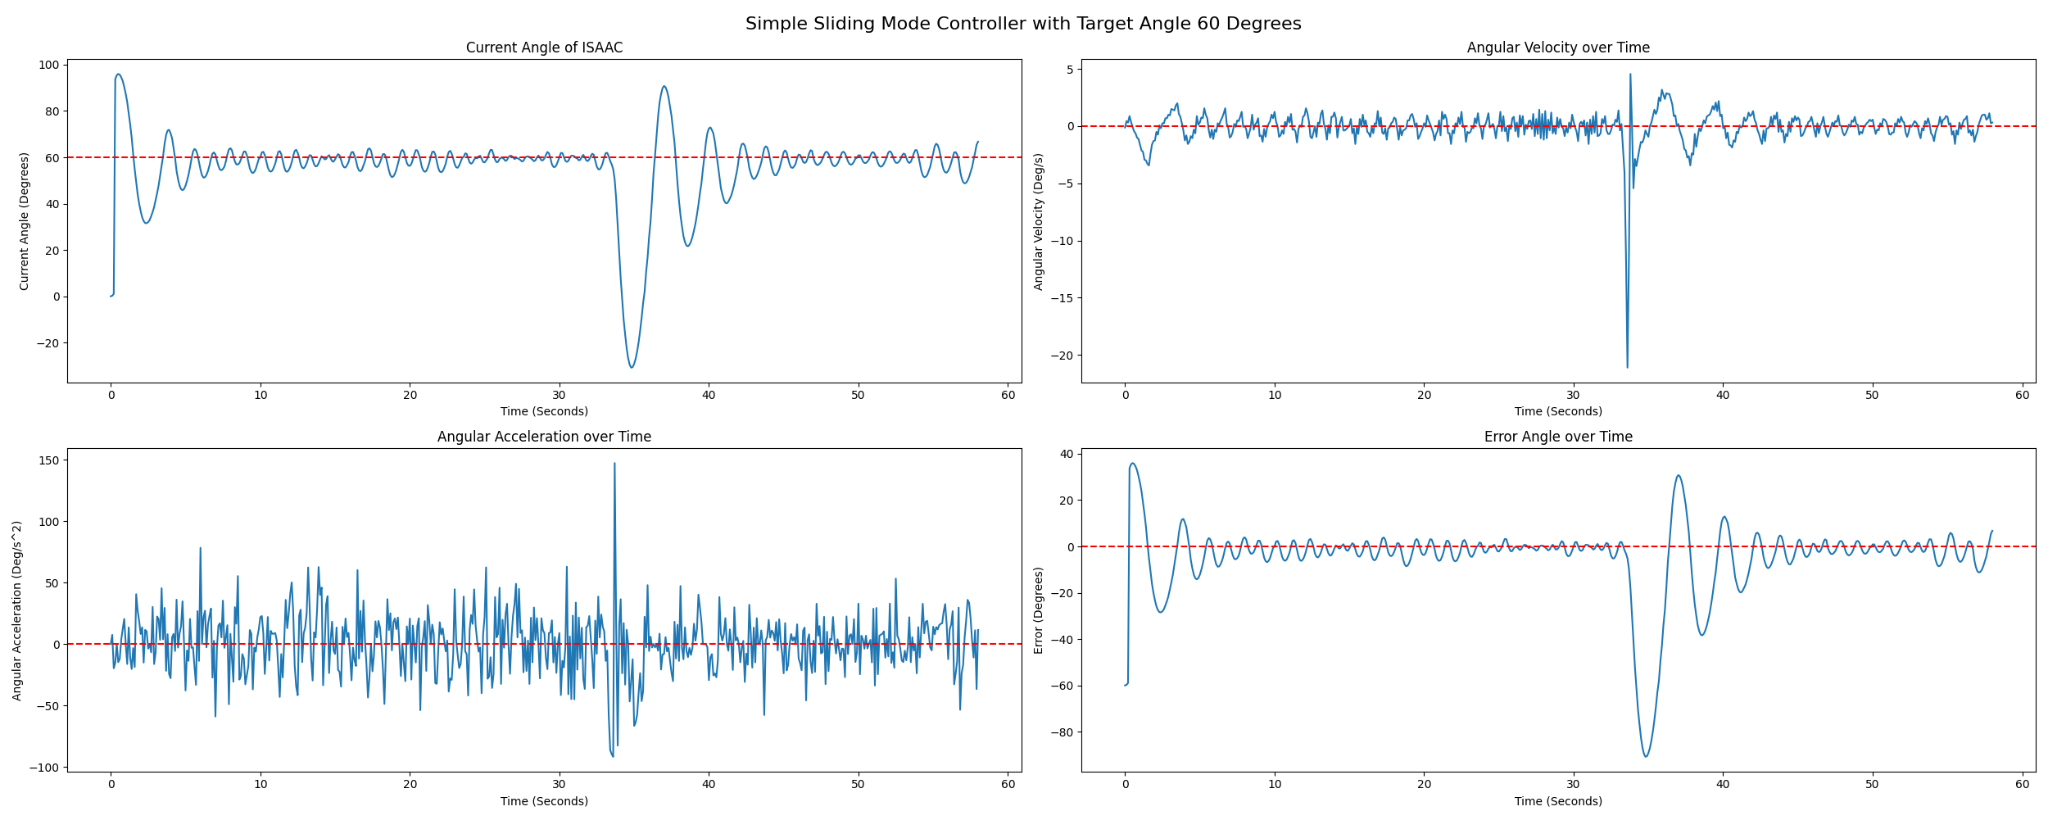 Simple Sliding Mode Controller with Target Angle 60 Degrees
Current Angle of ISAAC
Current Angle (Degrees)
100
80
60
40
20
0
−20
0 10 20 30 40 50 60
Time (Seconds)
Angular Velocity over Time
Angular Velocity (Deg/s)
5
0
−5
−10
−15
−20
0 10 20 30 40 50 60
Time (Seconds)
Angular Acceleration over Time
Angular Acceleration (Deg/s^2)
150
100
50
0
−50
−100
0 10 20 30 40 50 60
Time (Seconds)
Error Angle over Time
Error (Degrees)
40
20
0
−20
−40
−60
−80
0 10 20 30 40 50 60
Time (Seconds)